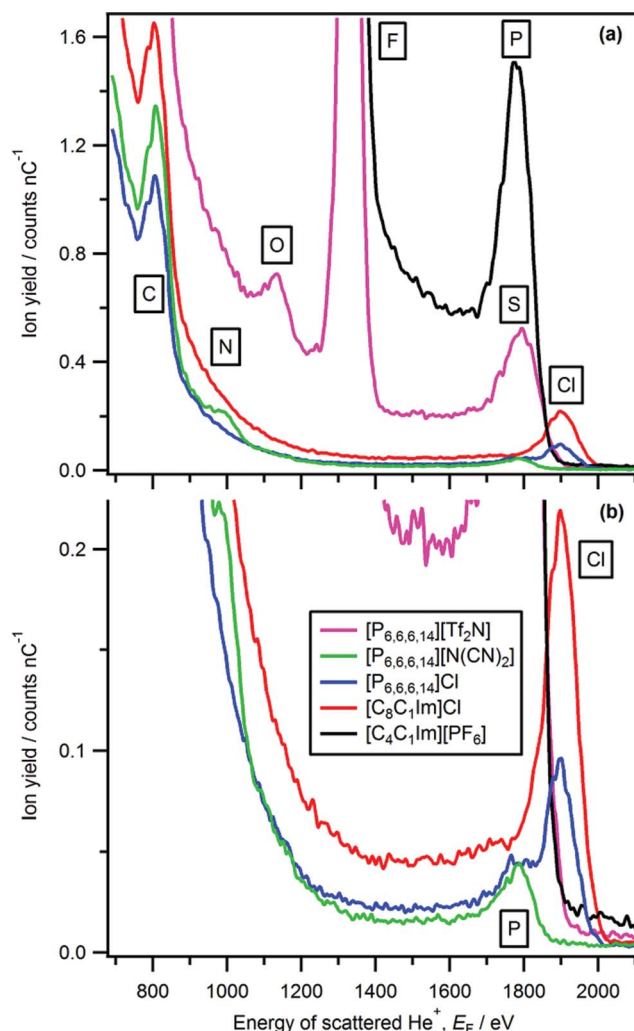 1.6
1.2
0.8
0.4
0.0
Ion yield / counts nC⁻¹
(a)
F
P
O
C
N
S
Cl
0.2
0.1
0.0
Ion yield / counts nC⁻¹
(b)
Cl
[P₆,₆,₆,₁₄][Tf₂N]
[P₆,₆,₆,₁₄][N(CN)₂]
[P₆,₆,₆,₁₄]Cl
[C₈C₁Im]Cl
[C₄C₁Im][PF₆]
P
800 1000 1200 1400 1600 1800 2000
Energy of scattered He⁺, E_F / eV